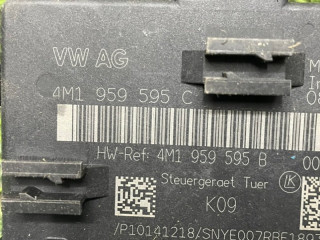 VW AG
4M1 959 595 C
HW-Ref: 4M1 959 595 B
Steuergeraet Tuer
K09